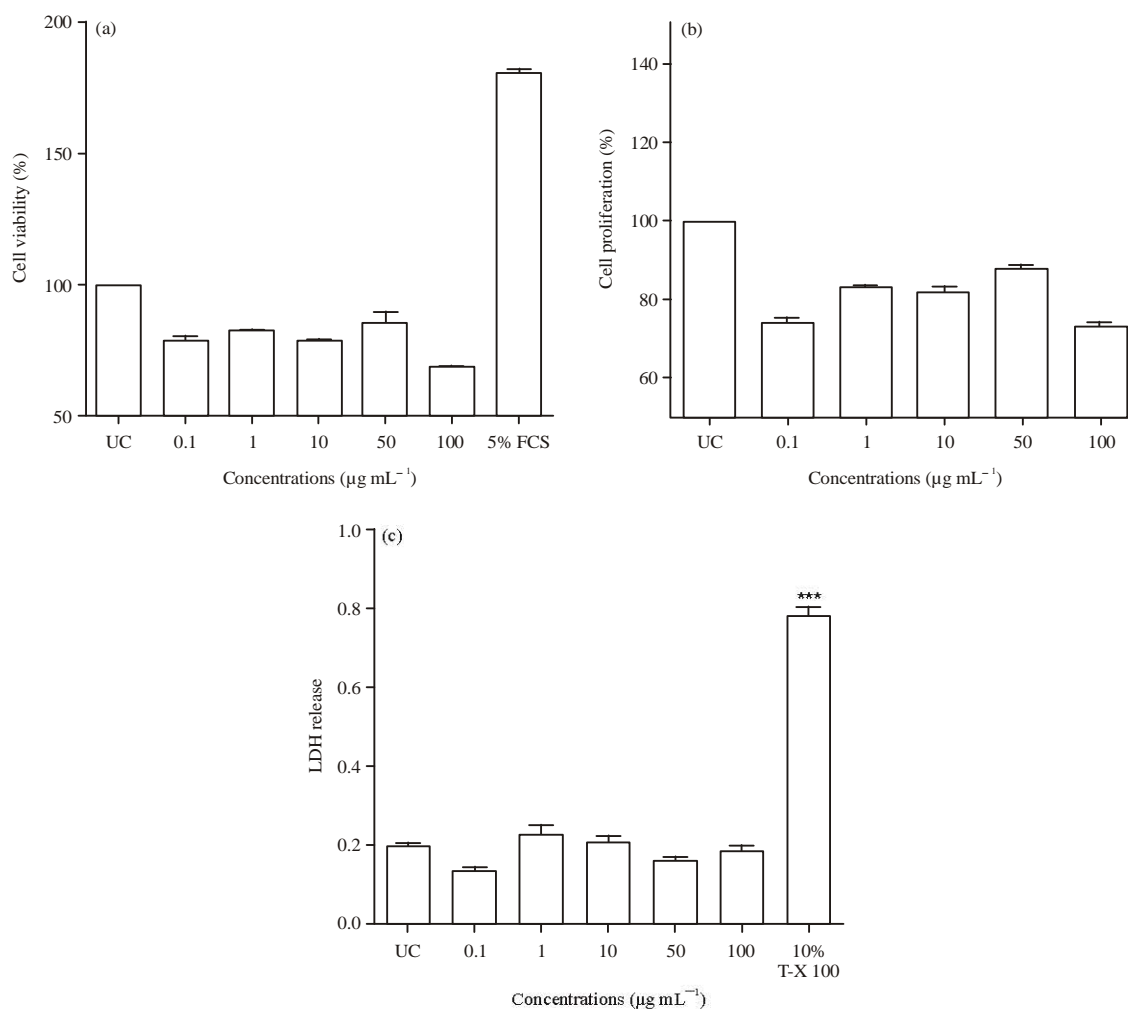 (a)
200
150
100
50
Cell viability (%)
UC 0.1 1 10 50 100 5% FCS
Concentrations (µg mL⁻¹)
(b)
140
120
100
80
60
Cell proliferation (%)
UC 0.1 1 10 50 100
Concentrations (µg mL⁻¹)
(c)
1.0
0.8
0.6
0.4
0.2
0.0
LDH release
***
UC 0.1 1 10 50 100 10%
T-X 100
Concentrations (µg mL⁻¹)